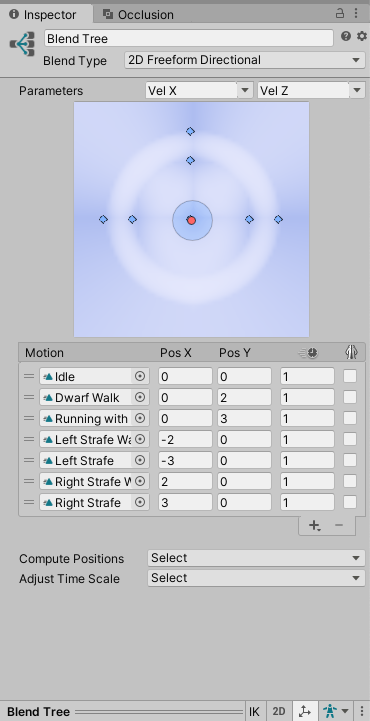 Inspector Occlusion
Blend Tree
Blend Type 2D Freeform Directional
Parameters Vel X Vel Z
Motion Pos X Pos Y
Idle 0 0 1
Dwarf Walk 0 2 1
Running with 0 3 1
Left Strafe Wa -2 0 1
Left Strafe -3 0 1
Right Strafe W 2 0 1
Right Strafe 3 0 1
Compute Positions Select
Adjust Time Scale Select
Blend Tree IK 2D